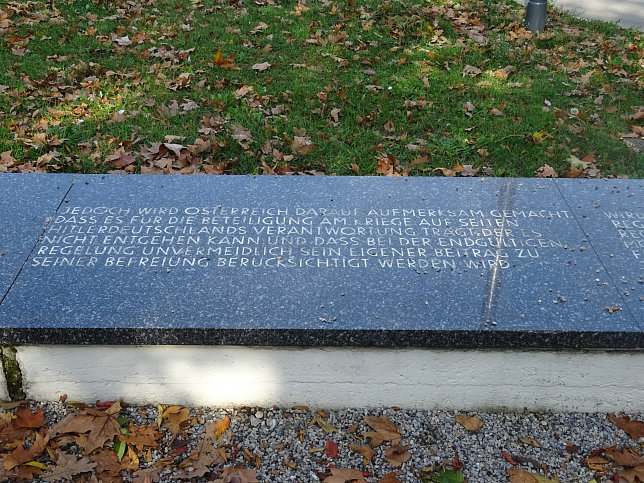 JEDOCH WIRD ÖSTERREICH DARAUF AUFMERKSAM GEMACHT,
DASS ES FÜR DIE BETEILIGUNG AM KRIEGE AUF SEITEN
HITLERDEUTSCHLANDS VERANTWORTUNG TRÄGT, DER ES
NICHT ENTGEHEN KANN, UND DASS BEI DER ENDGÜLTIGEN
REGELUNG UNVERMEIDLICH SEIN EIGENER BEITRAG ZU
SEINER BEFREIUNG BERÜCKSICHTIGT WERDEN WIRD.